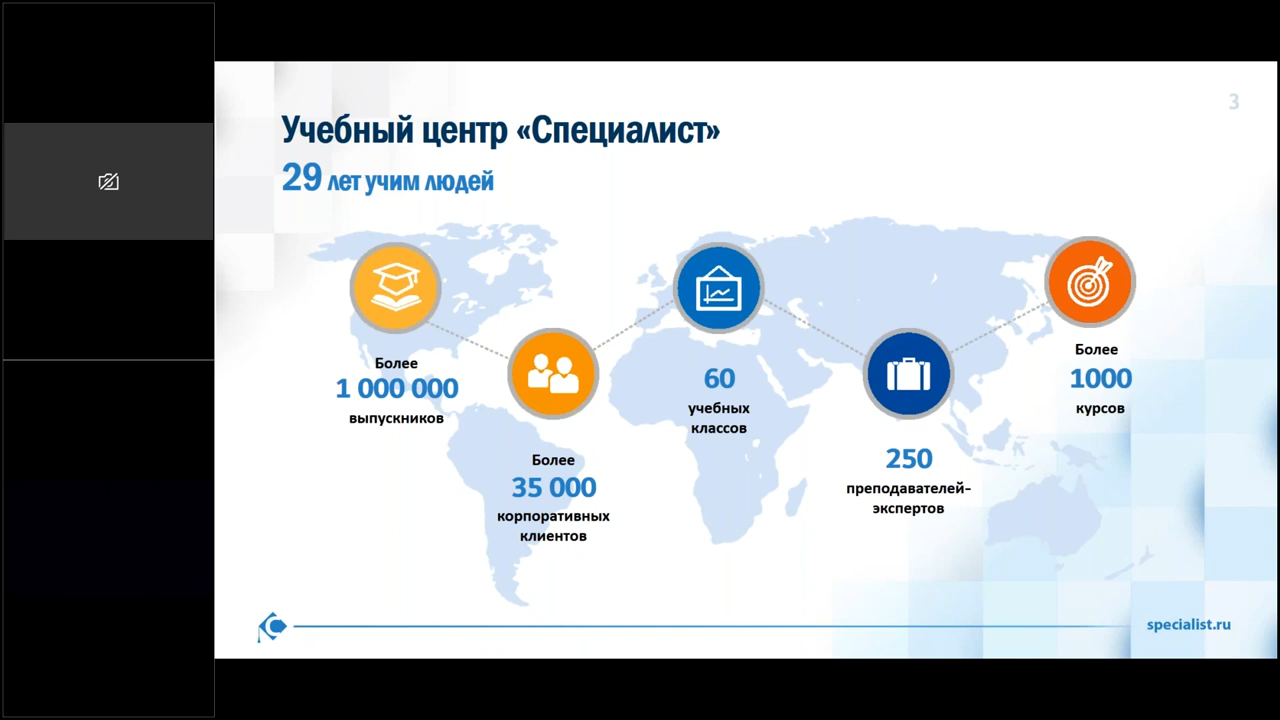 3
Учебный центр «Специалист»
29 лет учим людей
Более
1 000 000
выпускников
Более
35 000
корпоративных
клиентов
60
учебных
классов
250
преподавателей-
экспертов
Более
1000
курсов
specialist.ru